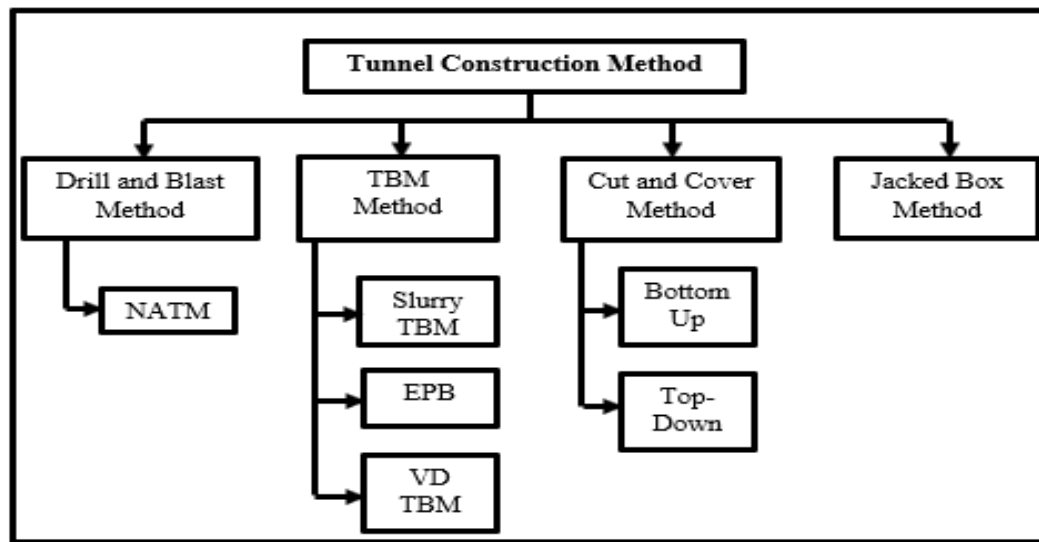 Tunnel Construction Method
Drill and Blast
Method
TBM
Method
Cut and Cover
Method
Jacked Box
Method
NATM
Slurry
TBM
EPB
VD
TBM
Bottom
Up
Top-
Down